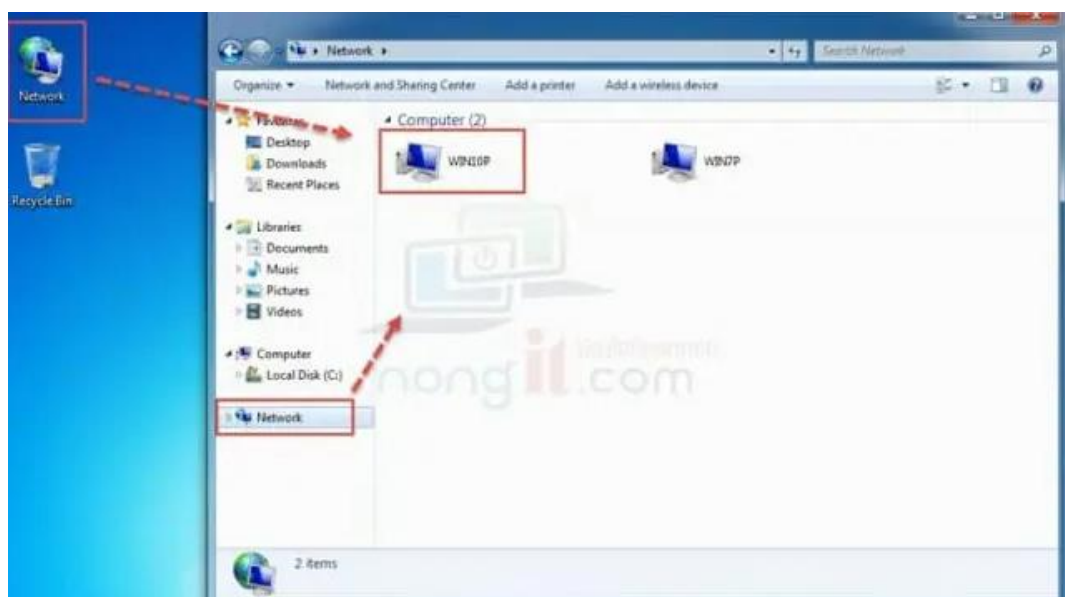 Network
Recycle Bin
Network
Search Network
Organize
Network and Sharing Center
Add a printer
Add a wireless device
Favorites
Desktop
Downloads
Recent Places
Libraries
Documents
Music
Pictures
Videos
Computer
Local Disk (C:)
Network
Computer (2)
WIN10P
WIN7P
nongit.com
2 items